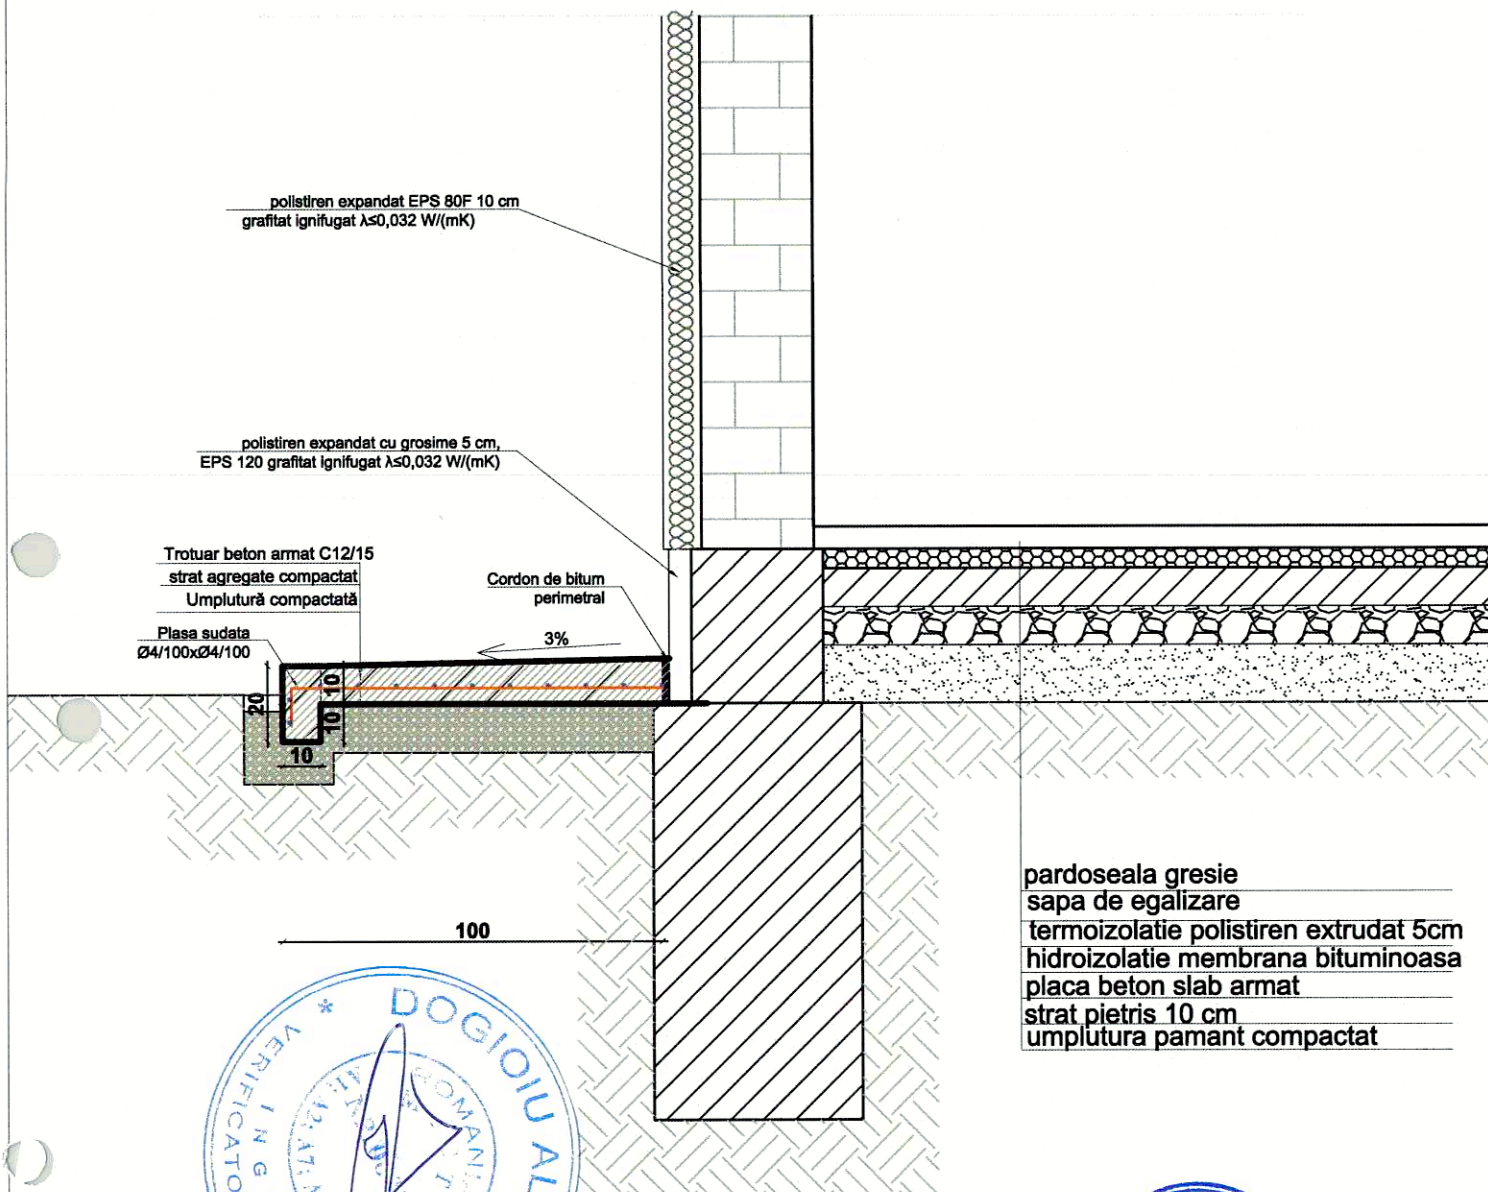 polistiren expandat EPS 80F 10 cm
grafitat ignifugat λ≤0,032 W/(mK)
polistiren expandat cu grosime 5 cm,
EPS 120 grafitat ignifugat λ≤0,032 W/(mK)
Trotuar beton armat C12/15
strat agregate compactat
Umplutură compactată
Cordon de bitum
perimetral
Plasa sudata
Ø4/100xØ4/100
3%
20
10
10
10
100
pardoseala gresie
sapa de egalizare
termoizolatie polistiren extrudat 5cm
hidroizolatie membrana bituminoasa
placa beton slab armat
strat pietris 10 cm
umplutura pamant compactat
* DOGIOIU AL
VERIFICATO
ING